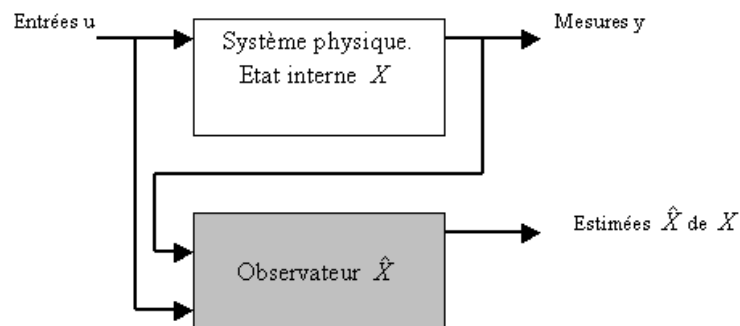 Entrées u
Système physique.
Etat interne X
Mesures y
Observateur X̂
Estimées X̂ de X